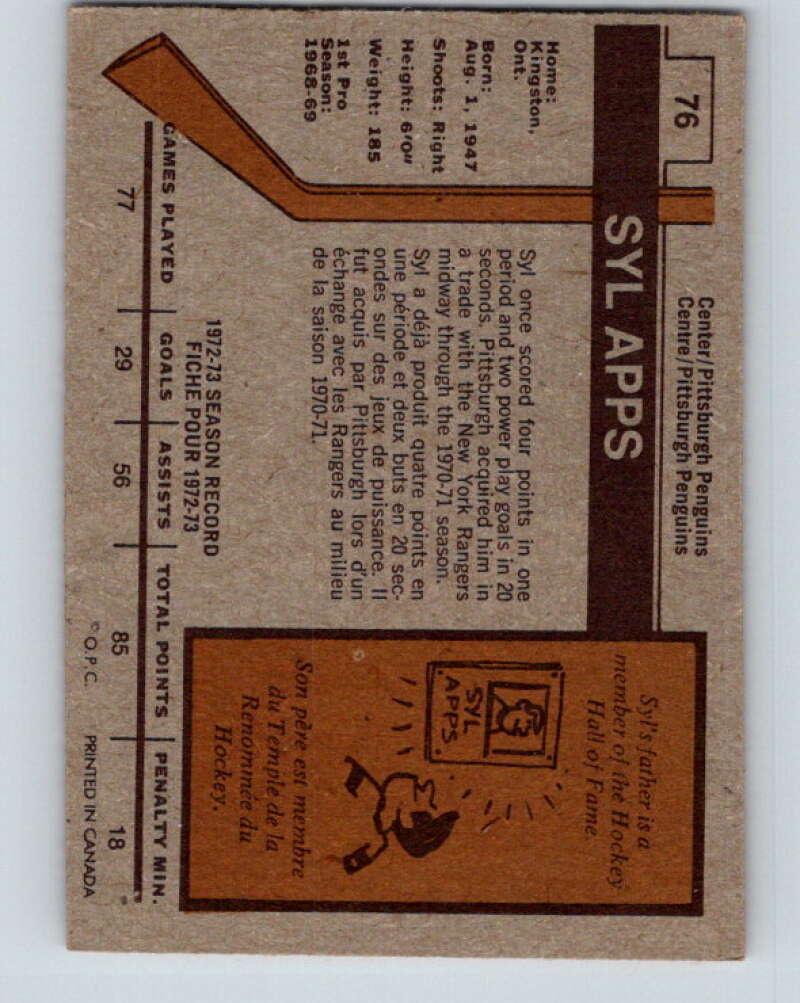 76
Center/Pittsburgh Penguins
Centre/Pittsburgh Penguins
SYL APPS
Home:
Kingston,
Ont.
Born:
Aug. 1, 1947
Shoots: Right
Height: 6'0"
Weight: 185
1st Pro
Season:
1968-69
Syl once scored four points in one
period and two power play goals in 20
seconds. Pittsburgh acquired him in
a trade with the New York Rangers
midway through the 1970-71 season.
Syl a déjà produit quatre points en
une période et deux buts en 20 sec-
ondes sur des jeux de puissance. Il
fut acquis par Pittsburgh lors d'un
échange avec les Rangers au milieu
de la saison 1970-71.
Syl's father is a
member of the Hockey
Hall of Fame.
SYL
APPS
Son père est membre
du Temple de la
Renommée du
Hockey.
1972-73 SEASON RECORD
FICHE POUR 1972-73
GAMES PLAYED GOALS ASSISTS TOTAL POINTS PENALTY MIN.
77 29 56 85 18
©O.P.C. PRINTED IN CANADA